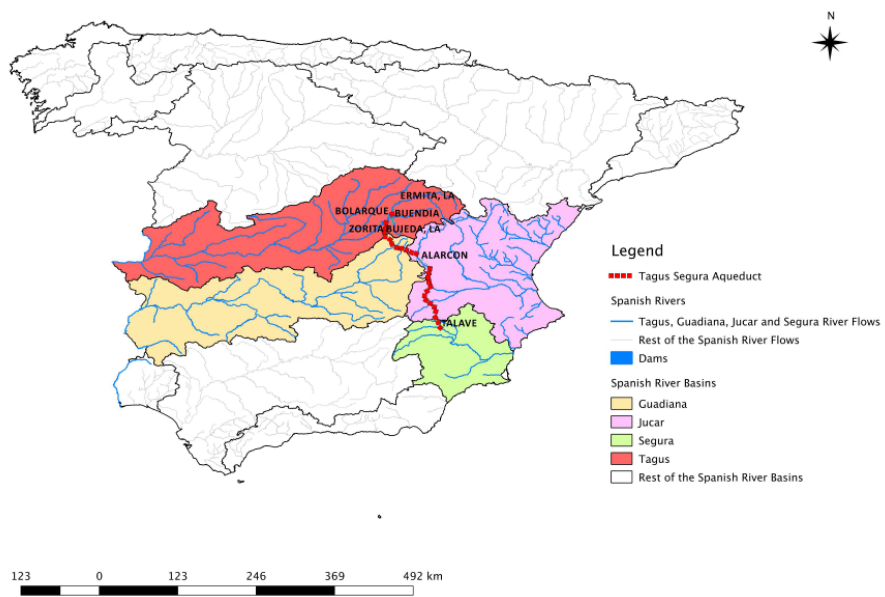 N
ERMITA, LA
BOLARQUE
BUENDIA
ZORITA BUJEDA, LA
ALARCON
TALAVE
Legend
Tagus Segura Aqueduct
Spanish Rivers
Tagus, Guadiana, Jucar and Segura River Flows
Rest of the Spanish River Flows
Dams
Spanish River Basins
Guadiana
Jucar
Segura
Tagus
Rest of the Spanish River Basins
123 0 123 246 369 492 km